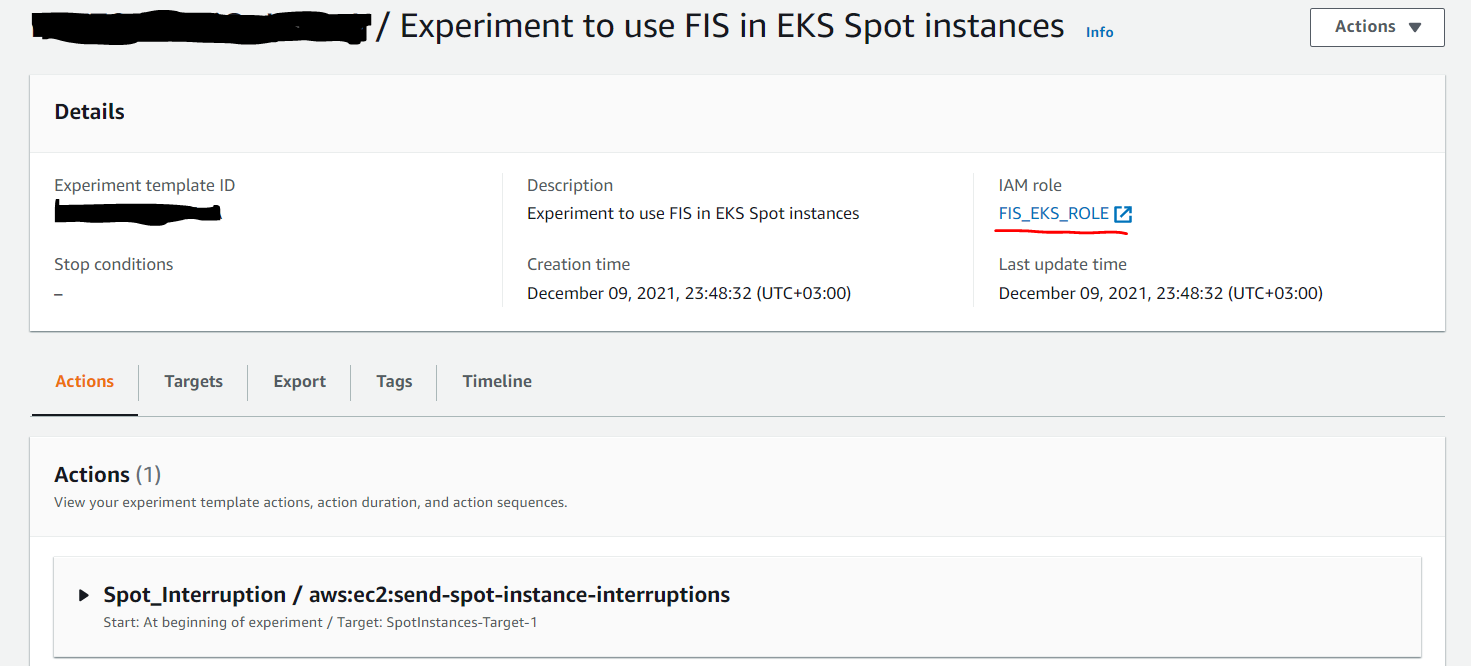 / Experiment to use FIS in EKS Spot instances Info Actions
Details
Experiment template ID Description IAM role
Experiment to use FIS in EKS Spot instances FIS_EKS_ROLE
Stop conditions Creation time Last update time
– December 09, 2021, 23:48:32 (UTC+03:00) December 09, 2021, 23:48:32 (UTC+03:00)
Actions Targets Export Tags Timeline
Actions (1)
View your experiment template actions, action duration, and action sequences.
Spot_Interruption / aws:ec2:send-spot-instance-interruptions
Start: At beginning of experiment / Target: SpotInstances-Target-1